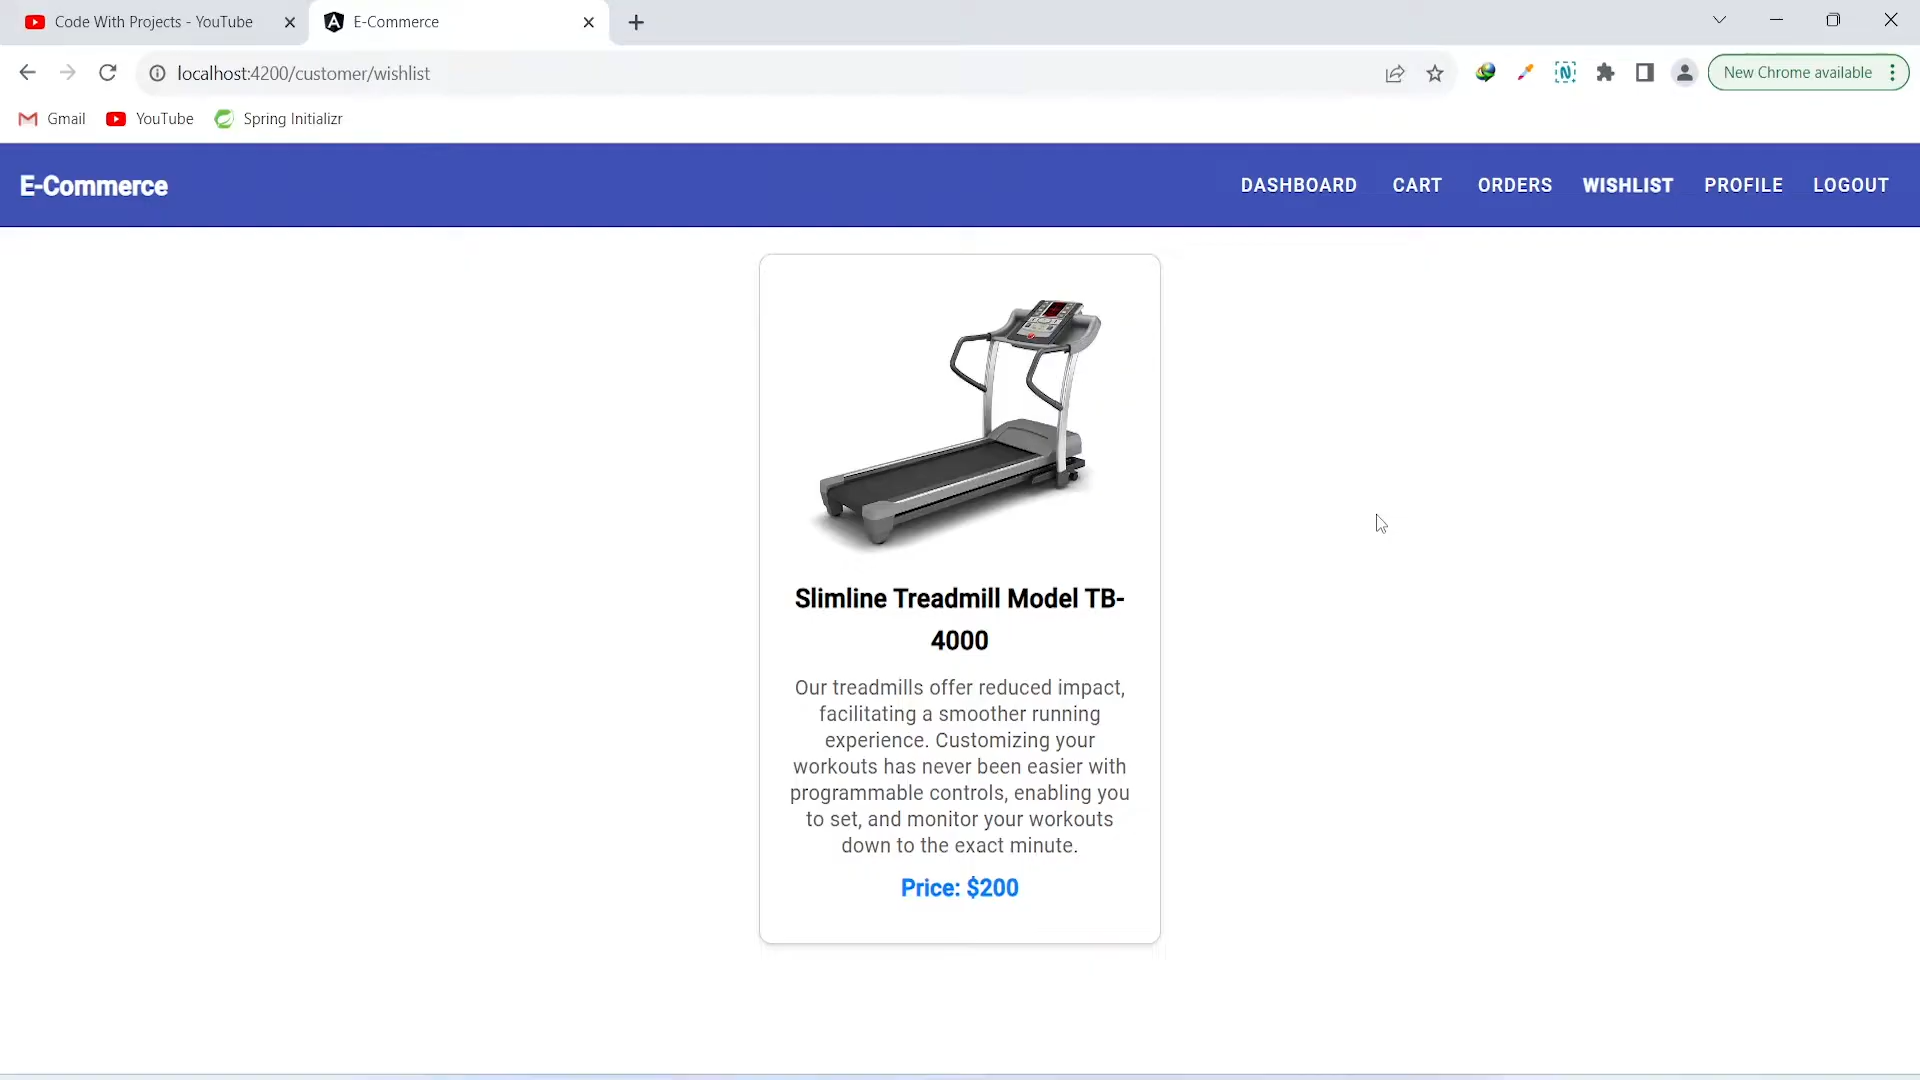 Code With Projects - YouTube
E-Commerce
localhost:4200/customer/wishlist
New Chrome available
Gmail
YouTube
Spring Initializr
E-Commerce
DASHBOARD
CART
ORDERS
WISHLIST
PROFILE
LOGOUT
Slimline Treadmill Model TB-
4000
Our treadmills offer reduced impact,
facilitating a smoother running
experience. Customizing your
workouts has never been easier with
programmable controls, enabling you
to set, and monitor your workouts
down to the exact minute.
Price: $200